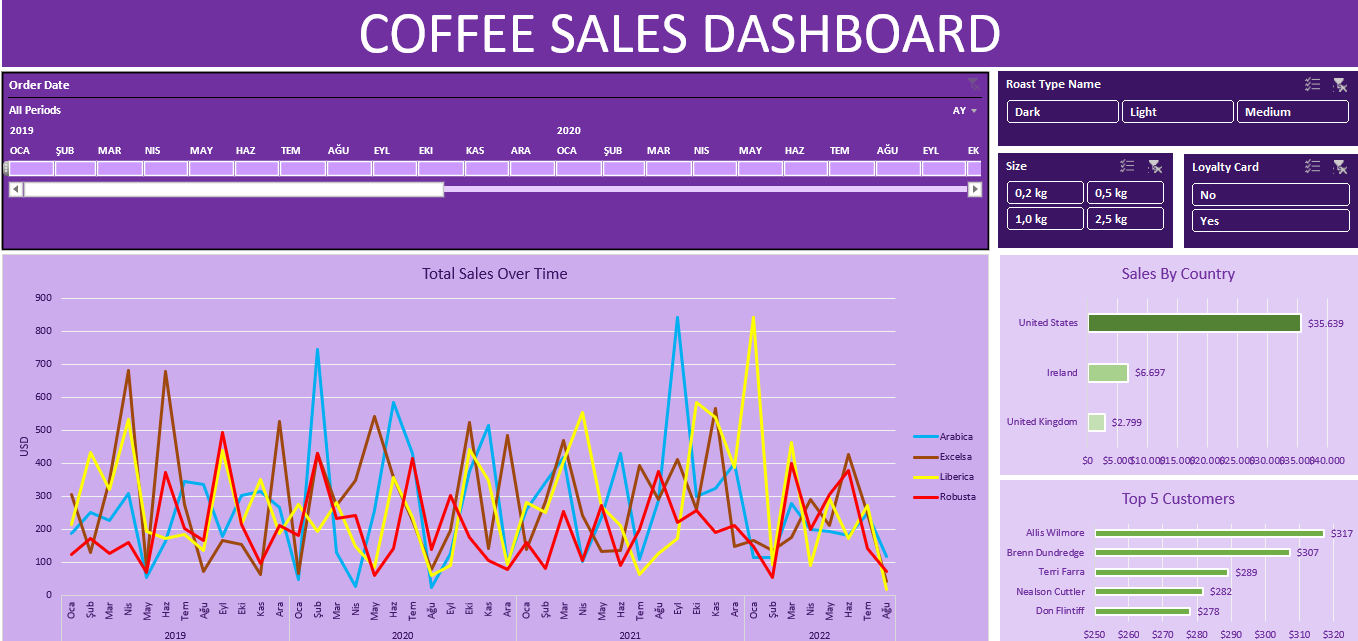 COFFEE SALES DASHBOARD
Order Date
All Periods
AY
2019 2020
OCA ŞUB MAR NIS MAY HAZ TEM AĞU EYL EKI KAS ARA OCA ŞUB MAR NIS MAY HAZ TEM AĞU EYL EK
Roast Type Name
Dark Light Medium
Size
0,2 kg 0,5 kg
1,0 kg 2,5 kg
Loyalty Card
No
Yes
Total Sales Over Time
900
800
700
600
500
400
300
200
100
0
USD
Oca Şub Mar Nis May Haz Tem Ağu Eyl Eki Kas Ara Oca Şub Mar Nis May Haz Tem Ağu Eyl Eki Kas Ara Oca Şub Mar Nis May Haz Tem Ağu Eyl Eki Kas Ara Oca Şub Mar Nis May Haz Tem Ağu
2019 2020 2021 2022
Arabica
Excelsa
Liberica
Robusta
Sales By Country
United States $35.639
Ireland $6.697
United Kingdom $2.799
$0 $5.000 $10.000 $15.000 $20.000 $25.000 $30.000 $35.000 $40.000
Top 5 Customers
Allis Wilmore $317
Brenn Dundredge $307
Terri Farra $289
Nealson Cuttler $282
Don Flintiff $278
$250 $260 $270 $280 $290 $300 $310 $320